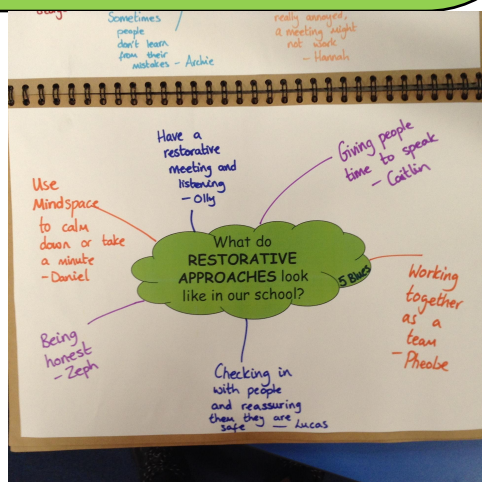 Sometimes
people
don't learn
from their
mistakes - Archie
really annoyed,
a meeting might
not work.
- Hannah
Have a
restorative
meeting and
listening
- Olly
Giving people
time to speak
- Caitlin
Use
Mindspace
to calm
down or take
a minute
- Daniel
What do
RESTORATIVE
APPROACHES look
like in our school?
5 Blues
Working
together
as a
team
- Pheobe
Being
honest
- Zeph
Checking in
with people
and reassuring
them they are
safe - Lucas